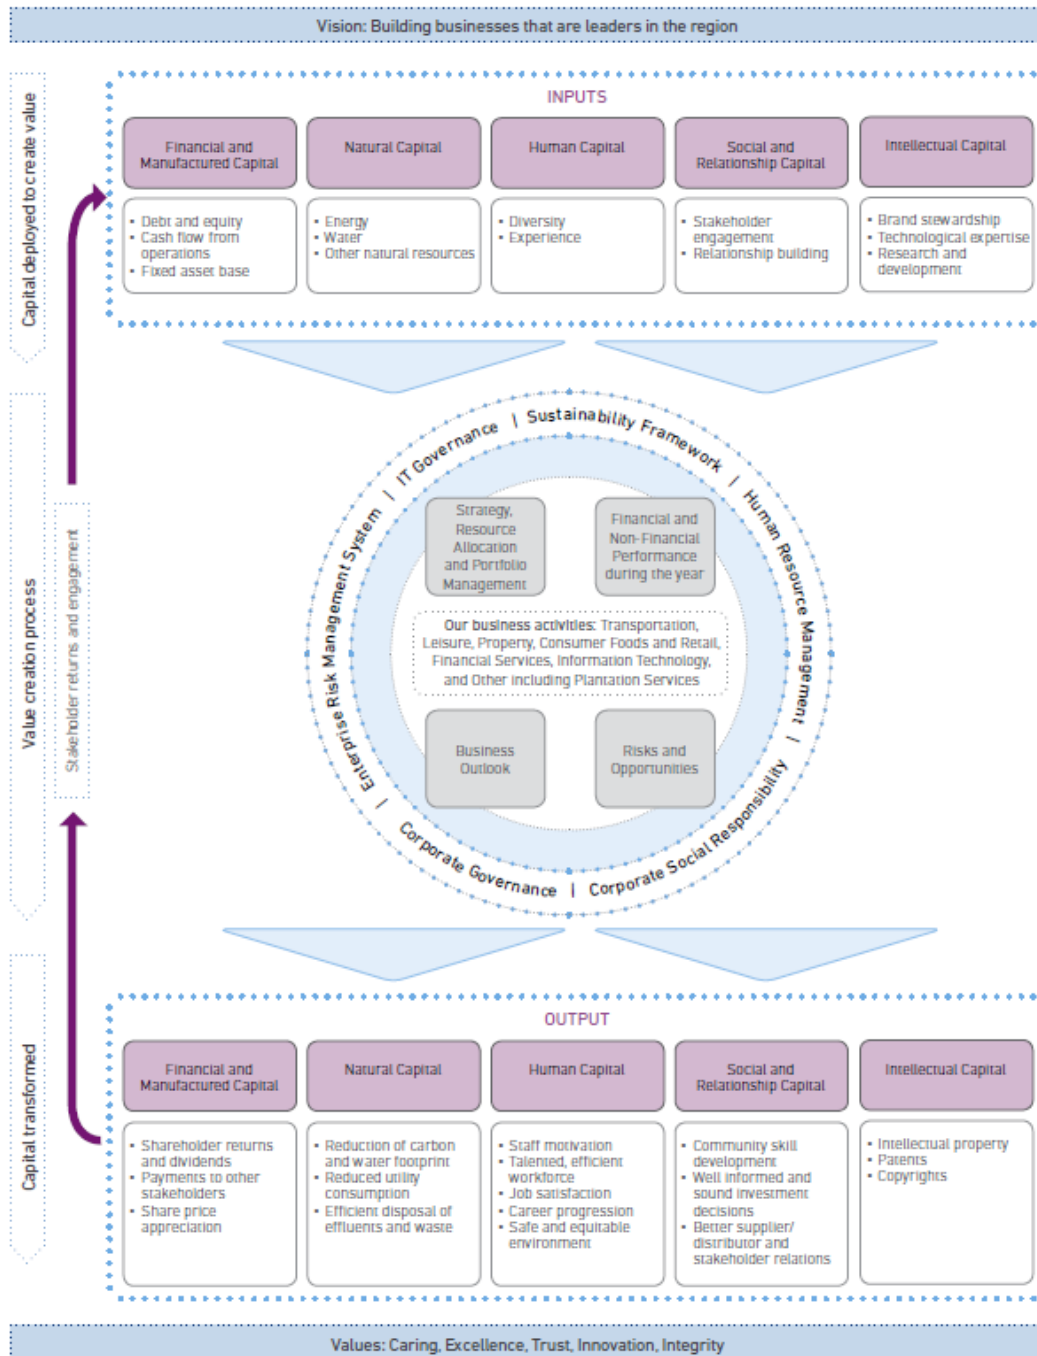 Vision: Building businesses that are leaders in the region
Capital deployed to create value
INPUTS
Financial and
Manufactured Capital
Natural Capital
Human Capital
Social and
Relationship Capital
Intellectual Capital
• Debt and equity
• Cash flow from
operations
• Fixed asset base
• Energy
• Water
• Other natural resources
• Diversity
• Experience
• Stakeholder
engagement
• Relationship building
• Brand stewardship
• Technological expertise
• Research and
development
Value creation process
Stakeholder returns and engagement
Enterprise Risk Management System | IT Governance | Sustainability Framework | Human Resource Management | Corporate Social Responsibility | Corporate Governance |
Strategy,
Resource
Allocation
and Portfolio
Management
Financial and
Non-Financial
Performance
during the year
Our business activities: Transportation,
Leisure, Property, Consumer Foods and Retail,
Financial Services, Information Technology,
and Other including Plantation Services
Business
Outlook
Risks and
Opportunities
Capital transformed
OUTPUT
Financial and
Manufactured Capital
Natural Capital
Human Capital
Social and
Relationship Capital
Intellectual Capital
• Shareholder returns
and dividends
• Payments to other
stakeholders
• Share price
appreciation
• Reduction of carbon
and water footprint
• Reduced utility
consumption
• Efficient disposal of
effluents and waste
• Staff motivation
• Talented, efficient
workforce
• Job satisfaction
• Career progression
• Safe and equitable
environment
• Community skill
development
• Well informed and
sound investment
decisions
• Better supplier/
distributor and
stakeholder relations
• Intellectual property
• Patents
• Copyrights
Values: Caring, Excellence, Trust, Innovation, Integrity